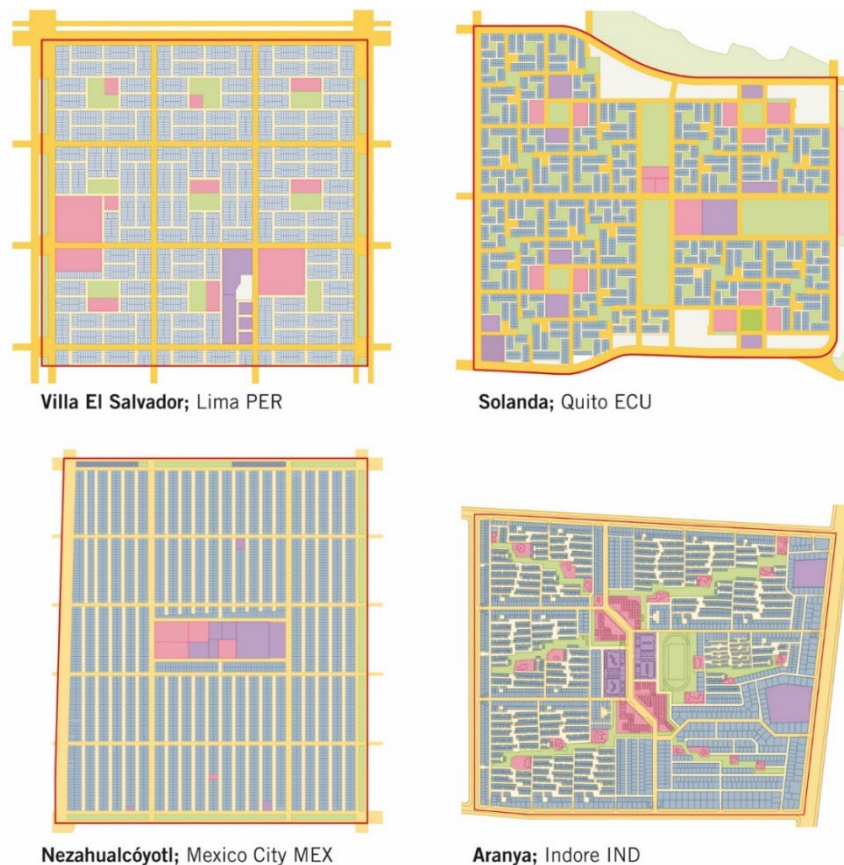 Villa El Salvador; Lima PER
Solanda; Quito ECU
Nezahualcóyotl; Mexico City MEX
Aranya; Indore IND